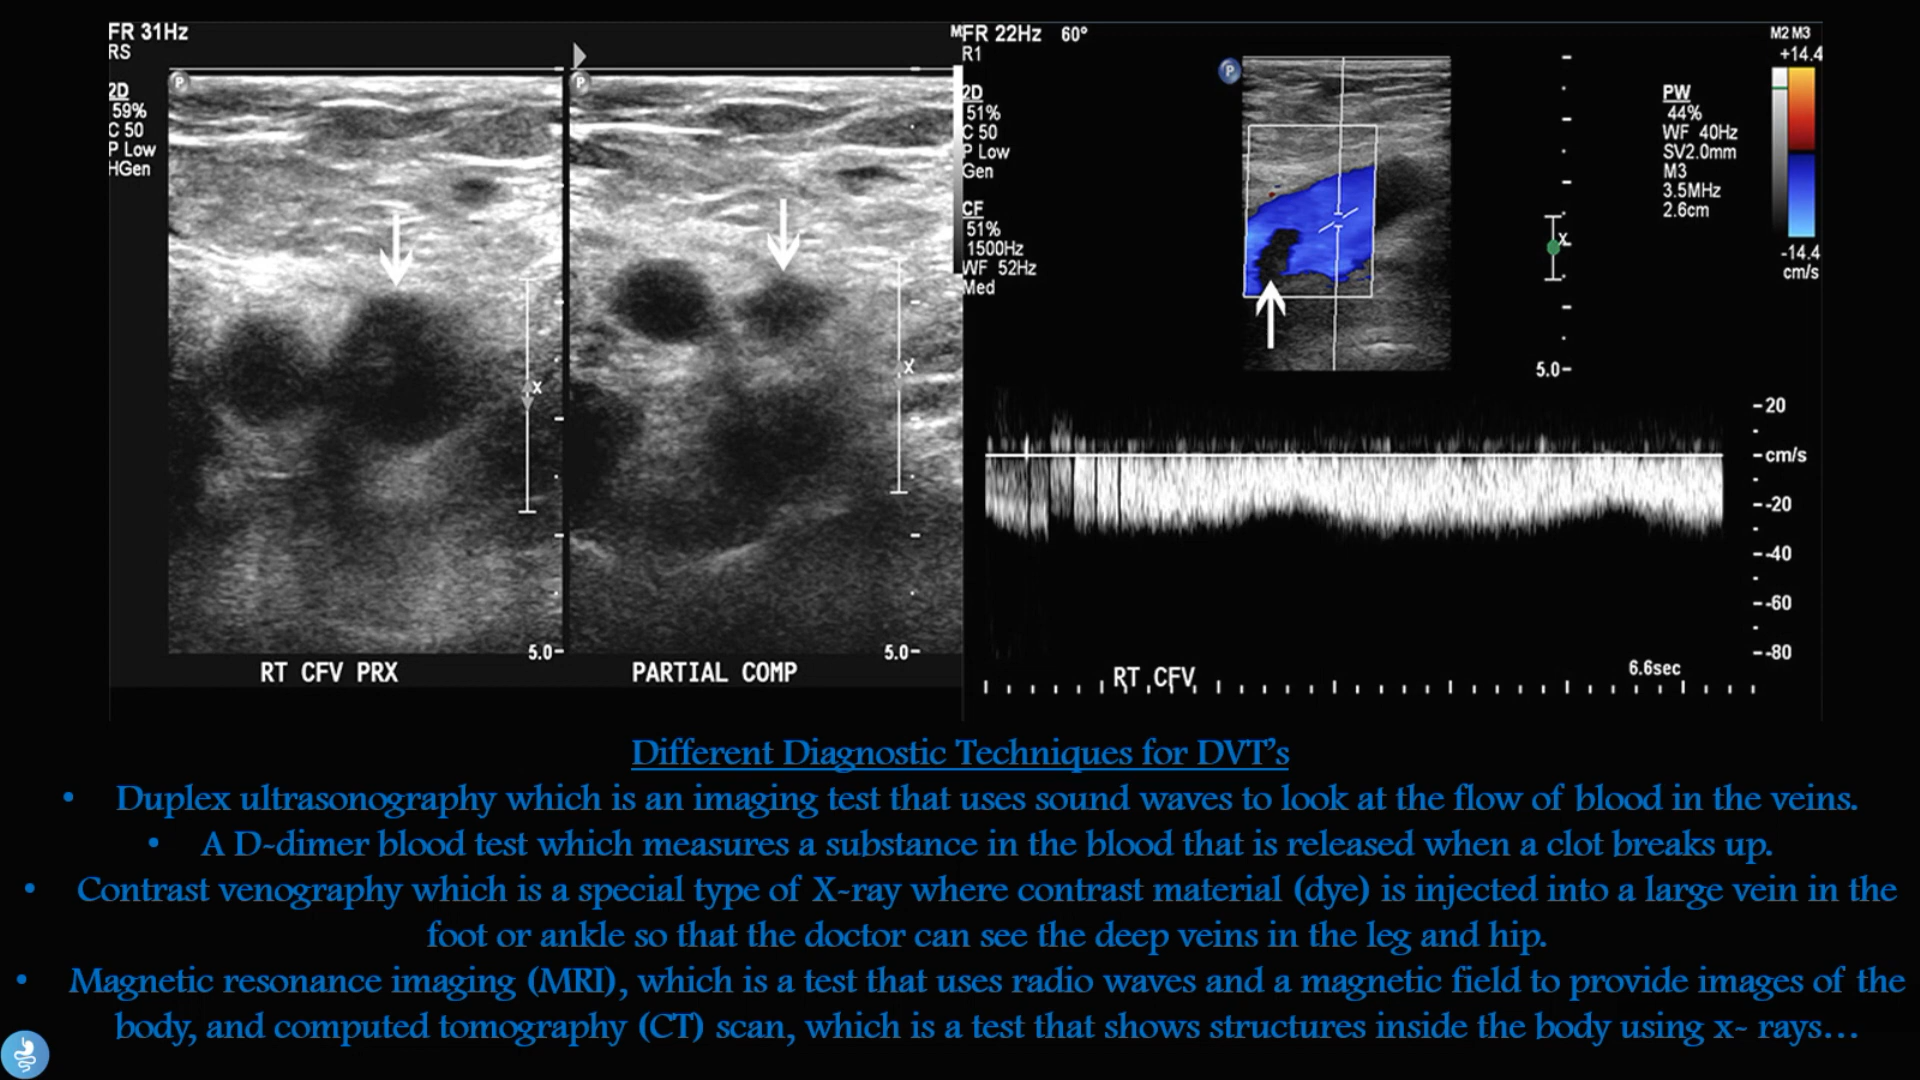 FR 31Hz
RS
P
P
2D
59%
C 50
P Low
HGen
X
X
5.0
5.0
RT CFV PRX
PARTIAL COMP
M
FR 22Hz 60°
R1
2D
51%
C 50
P Low
Gen
CF
51%
1500Hz
WF 52Hz
Med
P
X
5.0
PW
44%
WF 40Hz
SV2.0mm
M3
3.5MHz
2.6cm
M2 M3
+14.4
-14.4
cm/s
20
cm/s
-20
-40
-60
-80
6.6sec
RT CFV
Different Diagnostic Techniques for DVT’s
• Duplex ultrasonography which is an imaging test that uses sound waves to look at the flow of blood in the veins.
• A D-dimer blood test which measures a substance in the blood that is released when a clot breaks up.
• Contrast venography which is a special type of X-ray where contrast material (dye) is injected into a large vein in the
foot or ankle so that the doctor can see the deep veins in the leg and hip.
• Magnetic resonance imaging (MRI), which is a test that uses radio waves and a magnetic field to provide images of the
body, and computed tomography (CT) scan, which is a test that shows structures inside the body using x- rays…